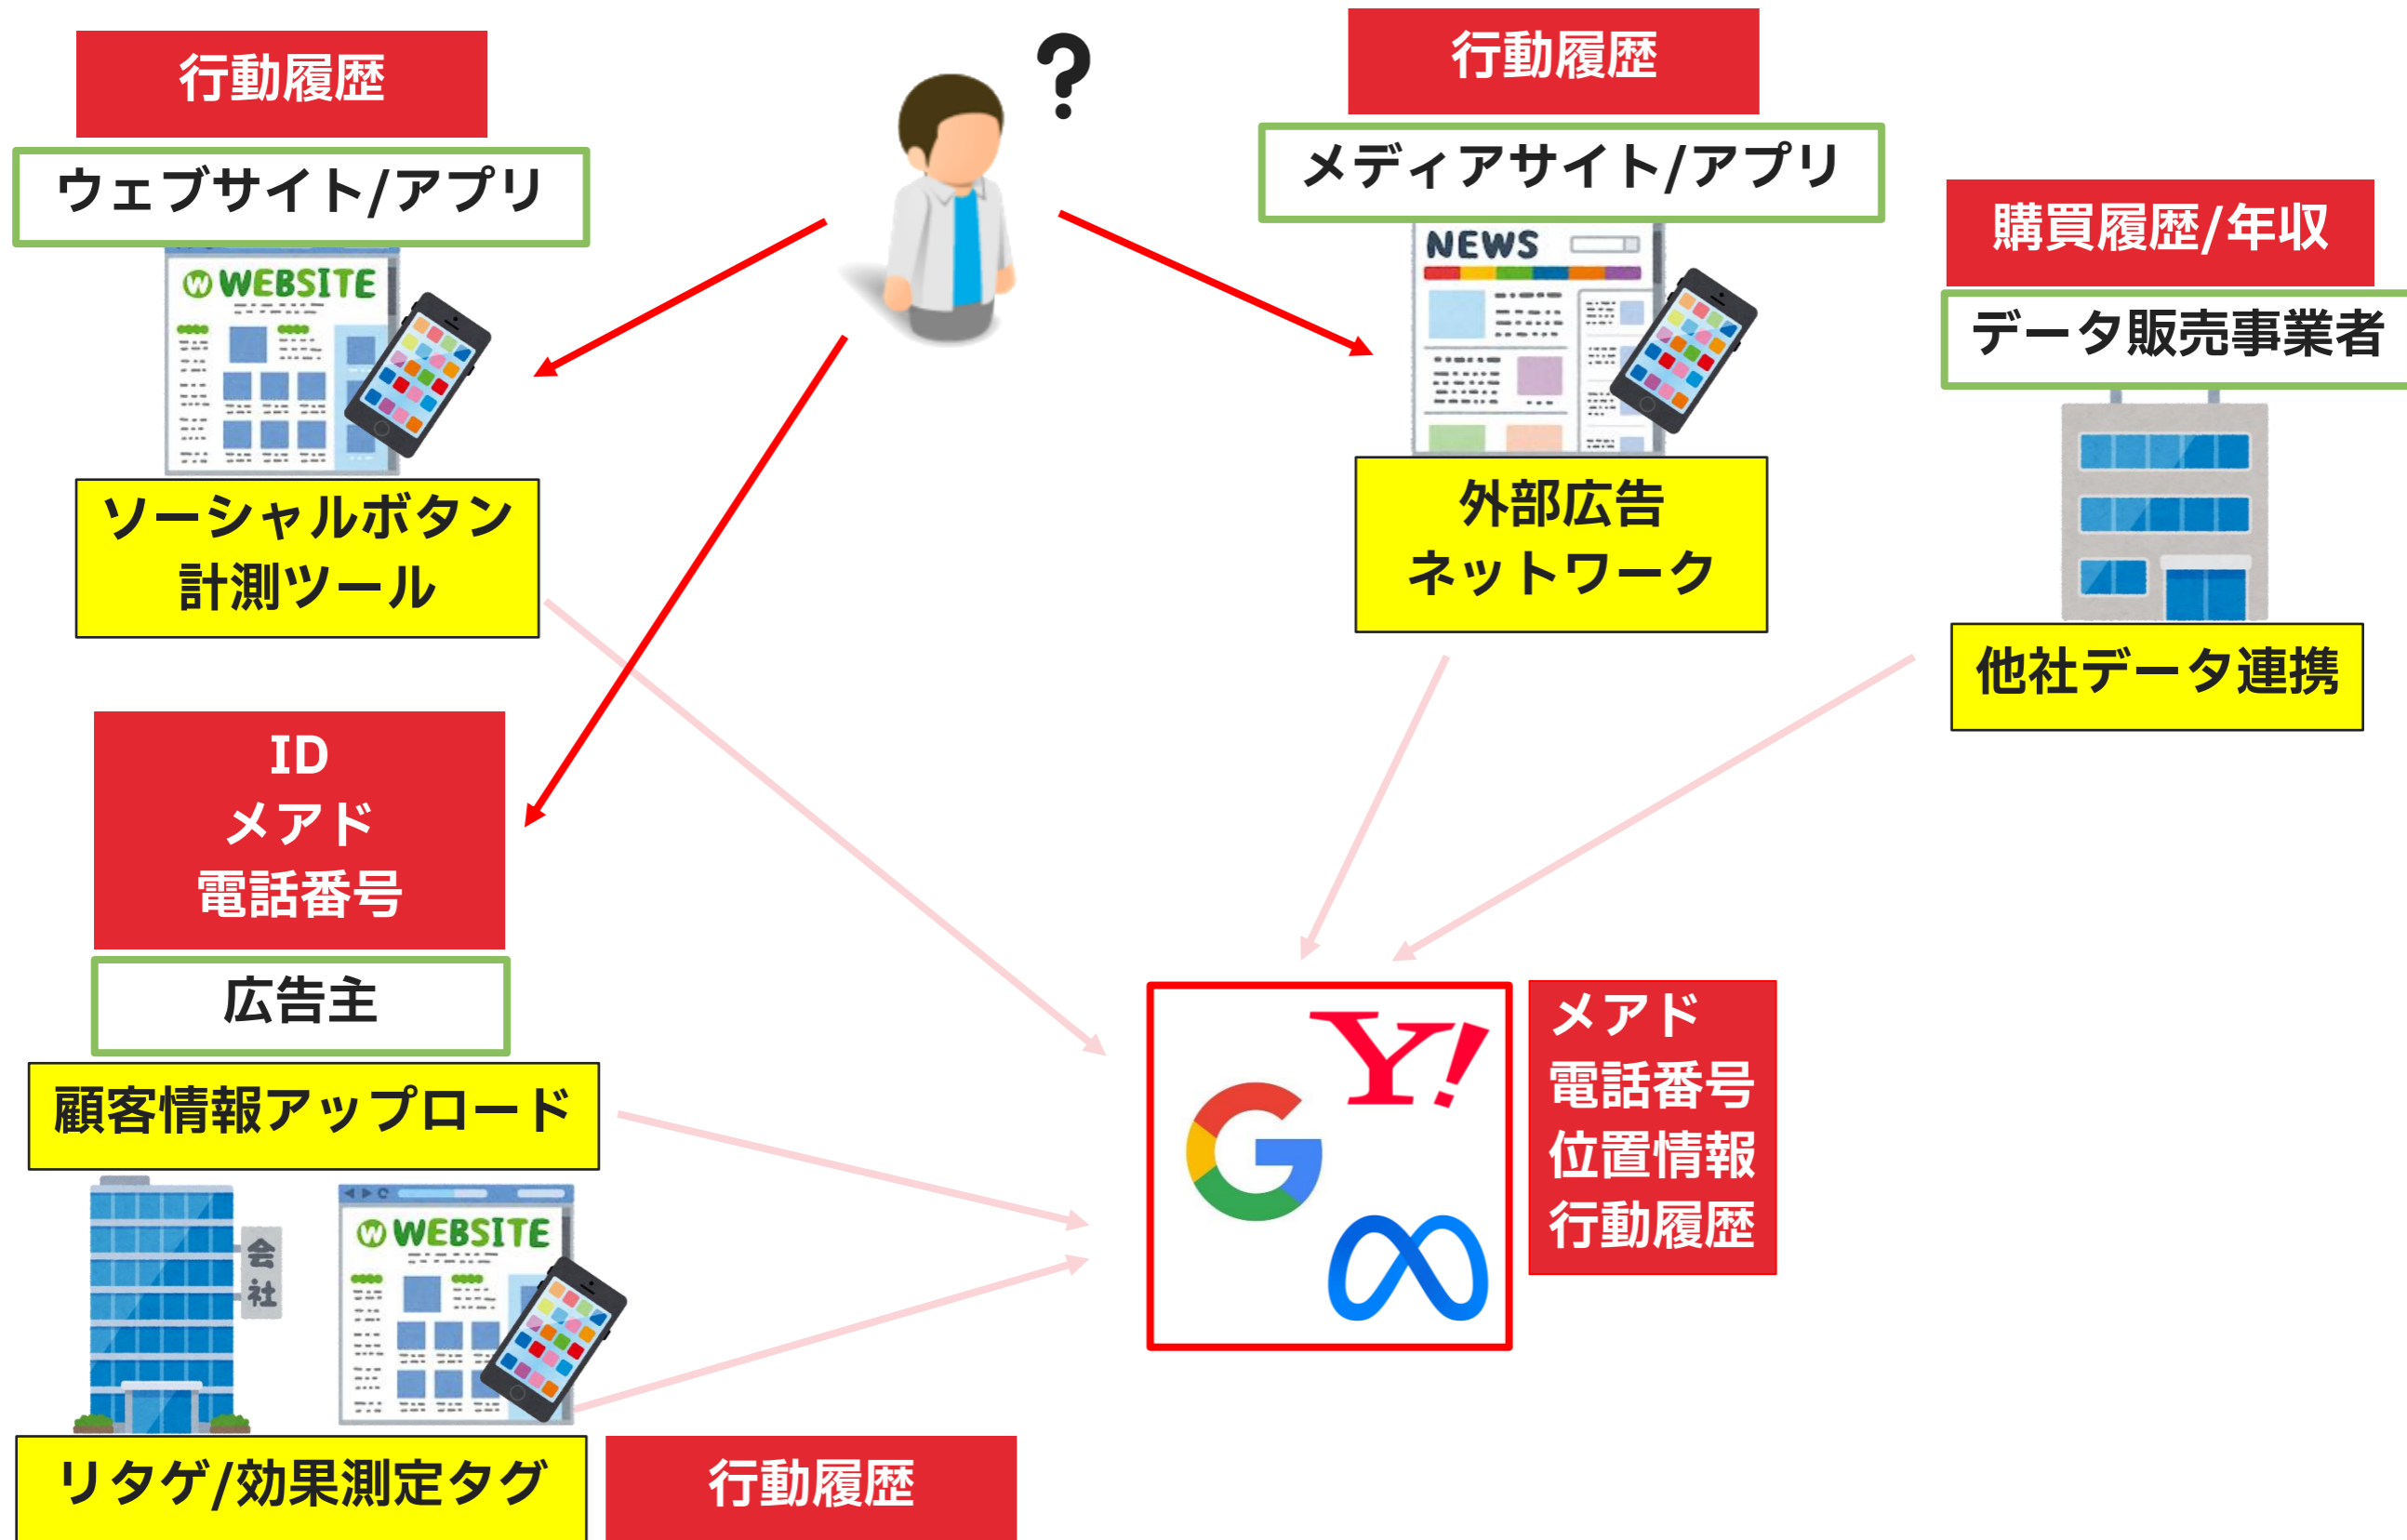 行動履歴
ウェブサイト/アプリ
WEBSITE
ソーシャルボタン
計測ツール
?
行動履歴
メディアサイト/アプリ
NEWS
外部広告
ネットワーク
購買履歴/年収
データ販売事業者
他社データ連携
ID
メアド
電話番号
広告主
顧客情報アップロード
会社
WEBSITE
リタゲ/効果測定タグ
行動履歴
Y!
G
メアド
電話番号
位置情報
行動履歴